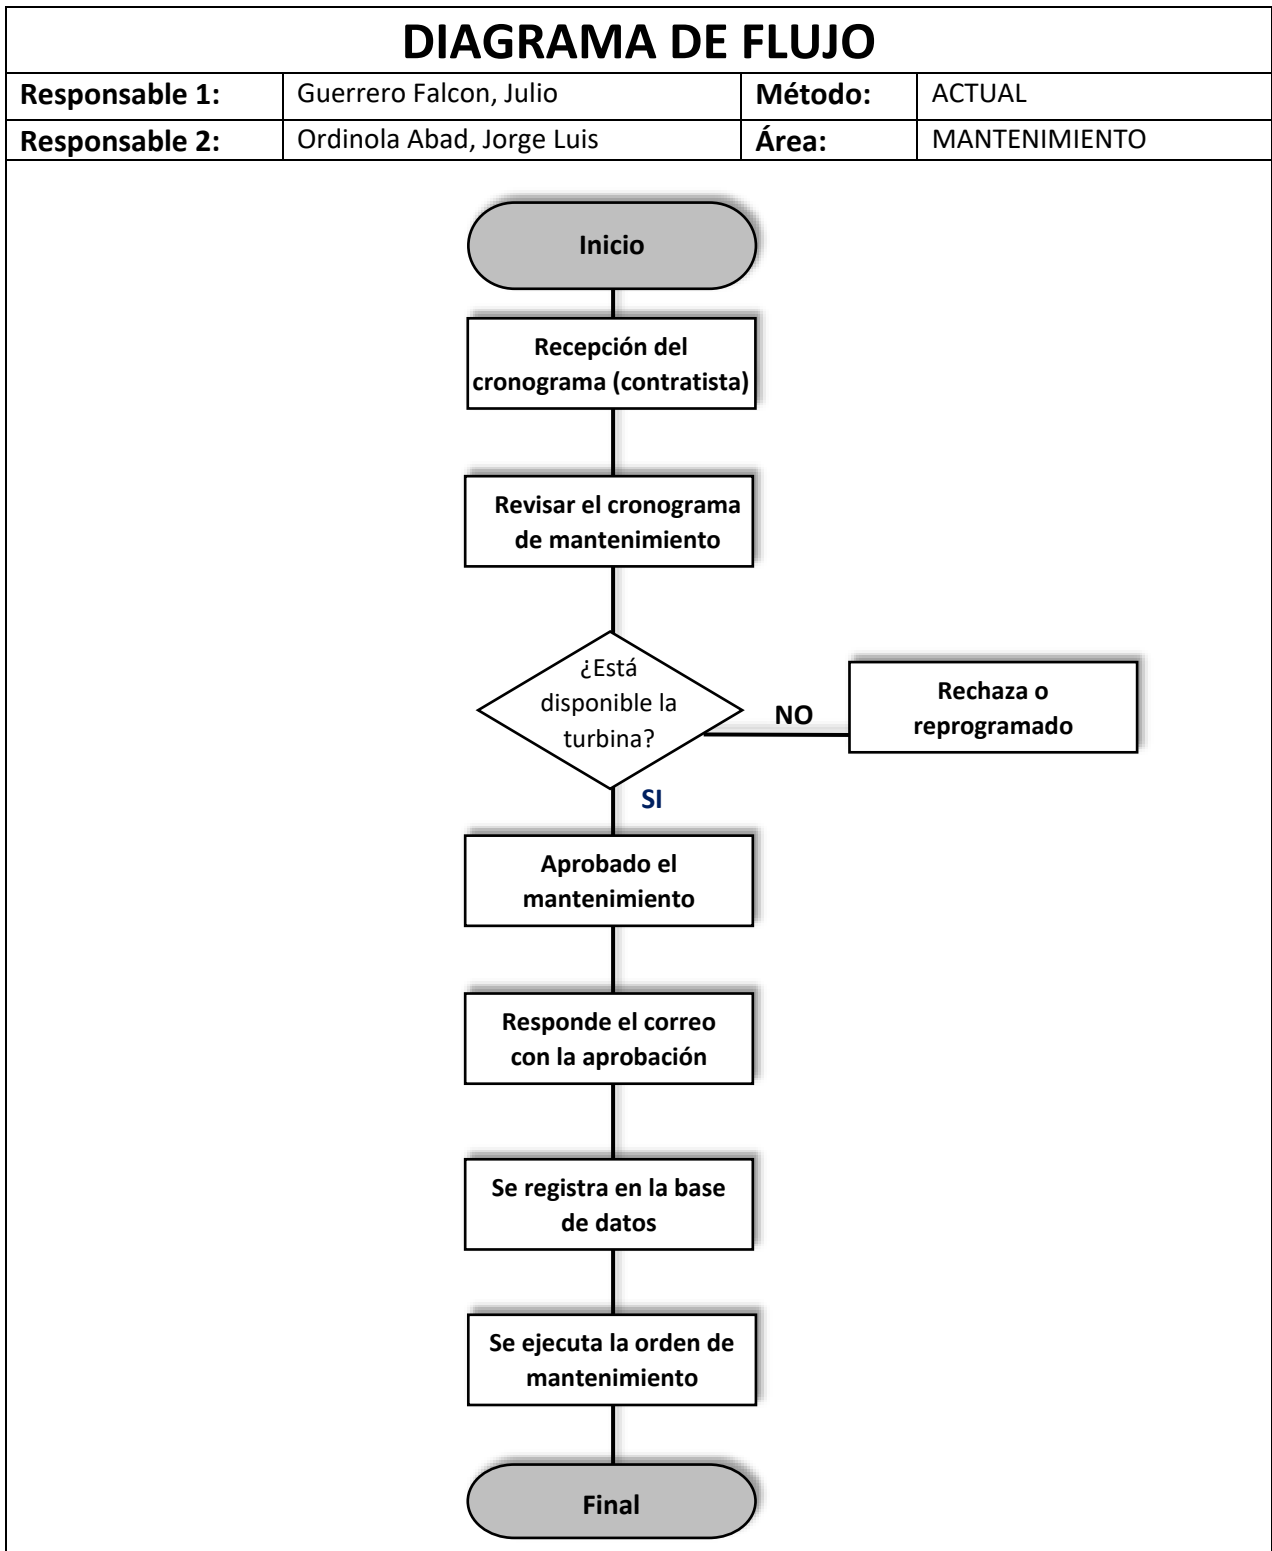 DIAGRAMA DE FLUJO
Responsable 1: Guerrero Falcon, Julio Método: ACTUAL
Responsable 2: Ordinola Abad, Jorge Luis Área: MANTENIMIENTO
Inicio
Recepción del
cronograma (contratista)
Revisar el cronograma
de mantenimiento
¿Está
disponible la
turbina?
NO
Rechaza o
reprogramado
SI
Aprobado el
mantenimiento
Responde el correo
con la aprobación
Se registra en la base
de datos
Se ejecuta la orden de
mantenimiento
Final